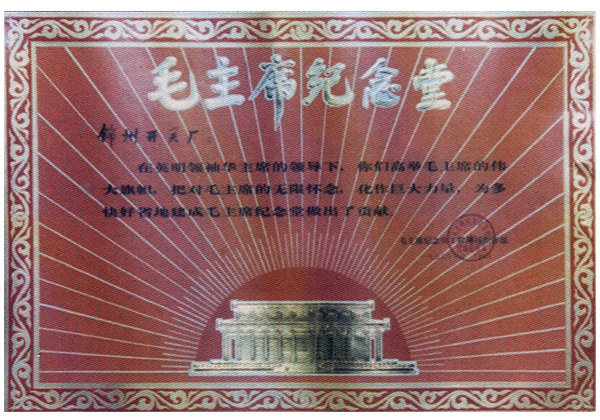 毛主席纪念堂
锦州开关厂：
在英明领袖华主席的领导下，你们高举毛主席的伟
大旗帜，把对毛主席的无限怀念，化作巨大力量，为多
快好省地建成毛主席纪念堂做出了贡献